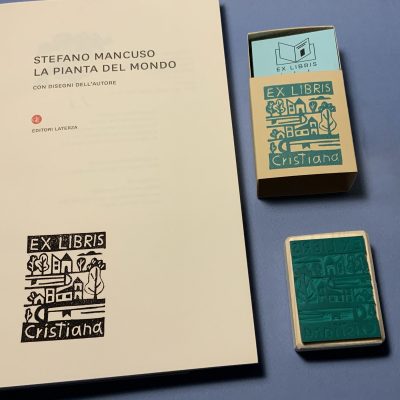 STEFANO MANCUSO
LA PIANTA DEL MONDO
CON DISEGNI DELL'AUTORE
EDITORI LATERZA
EX LIBRIS
Cristiana
EX LIBRIS
EX LIBRIS
Cristiana